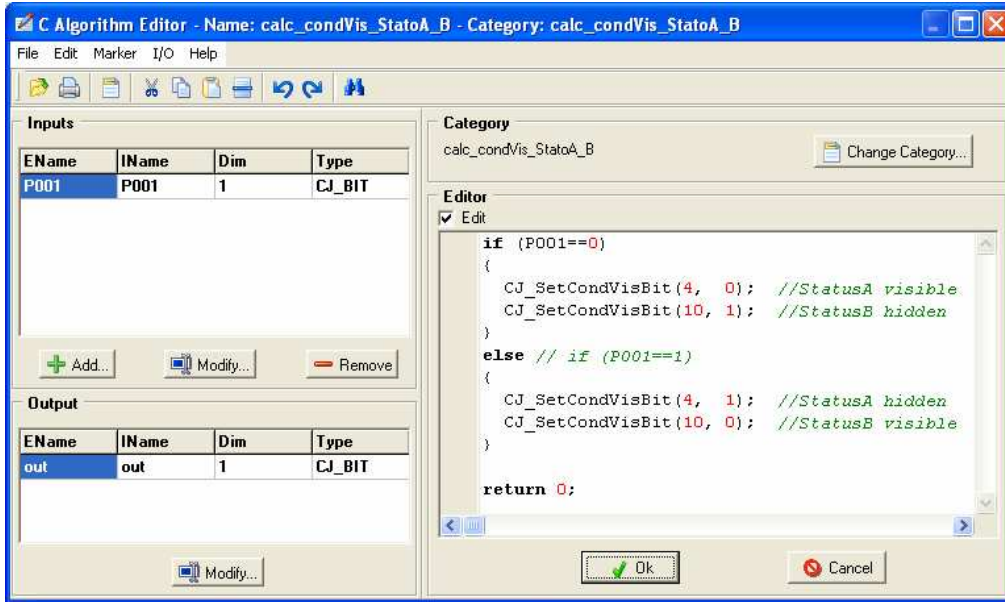 C Algorithm Editor - Name: calc_condVis_StatoA_B - Category: calc_condVis_StatoA_B
File Edit Marker I/O Help
Inputs
EName IName Dim Type
P001 P001 1 CJ_BIT
Add... Modify... Remove
Output
EName IName Dim Type
out out 1 CJ_BIT
Modify...
Category
calc_condVis_StatoA_B
Change Category...
Editor
Edit
if (P001==0)
{
CJ_SetCondVisBit(4, 0); //StatusA visible
CJ_SetCondVisBit(10, 1); //StatusB hidden
}
else // if (P001==1)
{
CJ_SetCondVisBit(4, 1); //StatusA hidden
CJ_SetCondVisBit(10, 0); //StatusB visible
}
return 0;
Ok Cancel